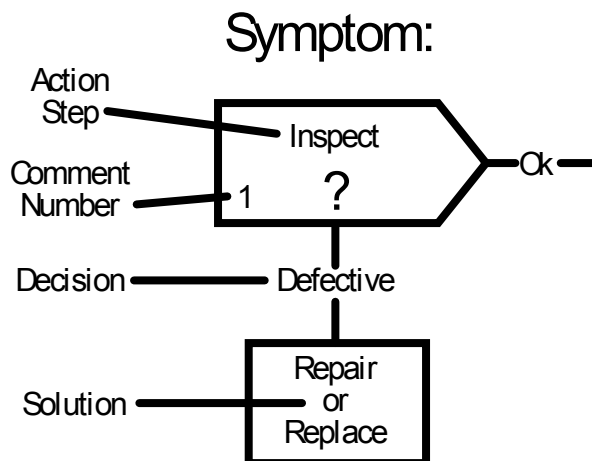 Symptom:
Action
Step
Inspect
Comment
Number
1
?
Ok
Decision
Defective
Solution
Repair
or
Replace